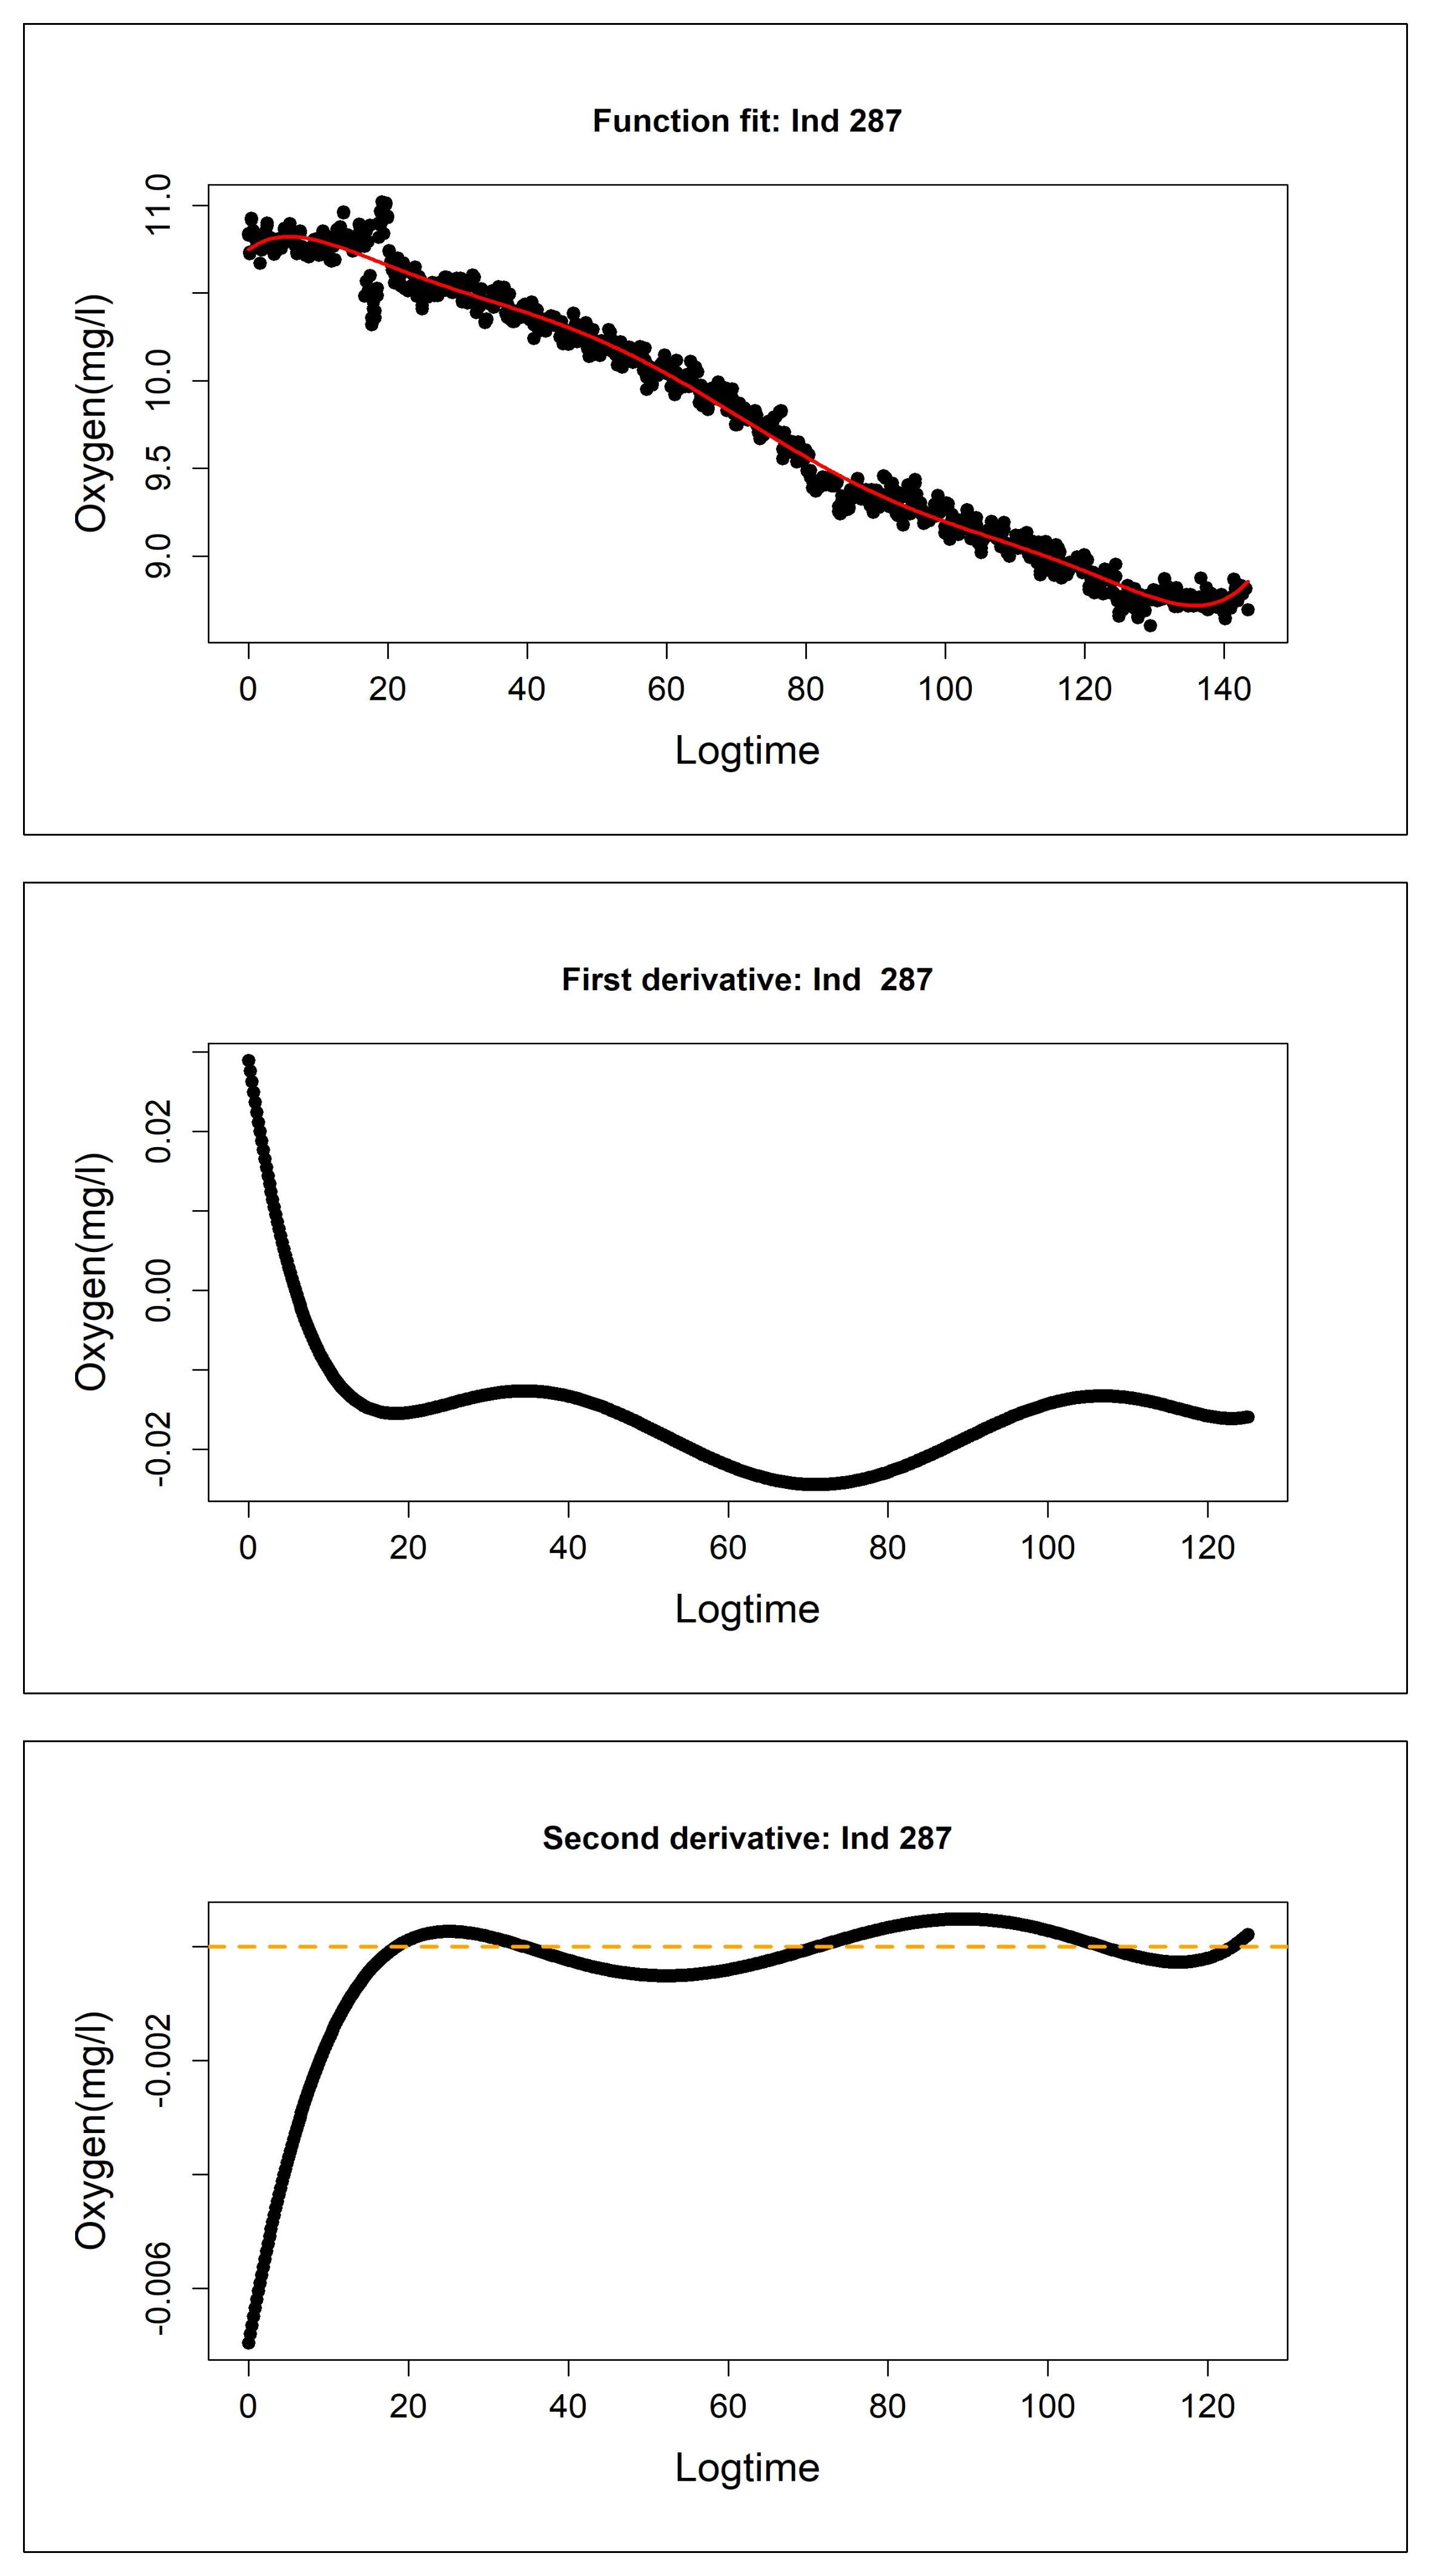 Function fit: Ind 287
Oxygen(mg/l)
11.0
10.0
9.5
9.0
0 20 40 60 80 100 120 140
Logtime
First derivative: Ind  287
Oxygen(mg/l)
0.02
0.00
-0.02
0 20 40 60 80 100 120
Logtime
Second derivative: Ind 287
Oxygen(mg/l)
-0.002
-0.006
0 20 40 60 80 100 120
Logtime